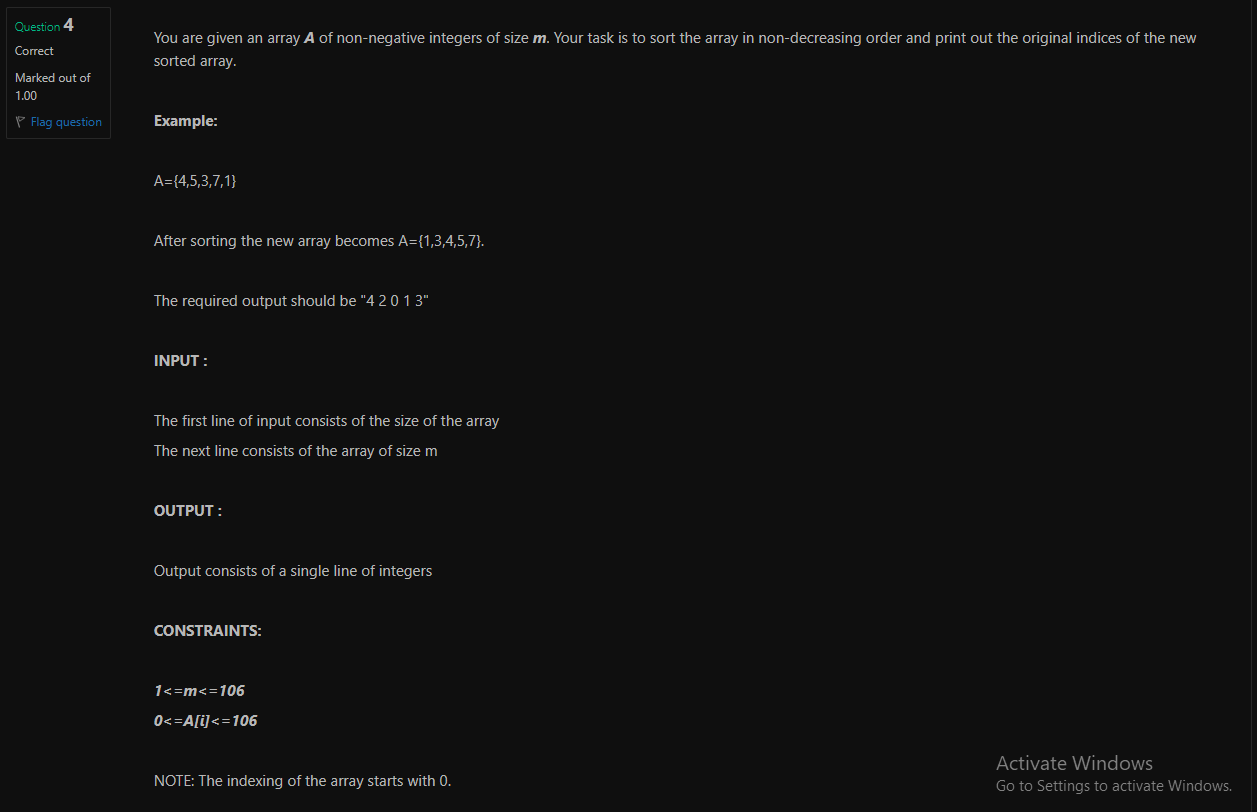 Question 4
Correct
Marked out of
1.00
Flag question
You are given an array A of non-negative integers of size m. Your task is to sort the array in non-decreasing order and print out the original indices of the new
sorted array.
Example:
A={4,5,3,7,1}
After sorting the new array becomes A={1,3,4,5,7}.
The required output should be "4 2 0 1 3"
INPUT :
The first line of input consists of the size of the array
The next line consists of the array of size m
OUTPUT :
Output consists of a single line of integers
CONSTRAINTS:
1<=m<=106
0<=A[i]<=106
NOTE: The indexing of the array starts with 0.
Activate Windows
Go to Settings to activate Windows.